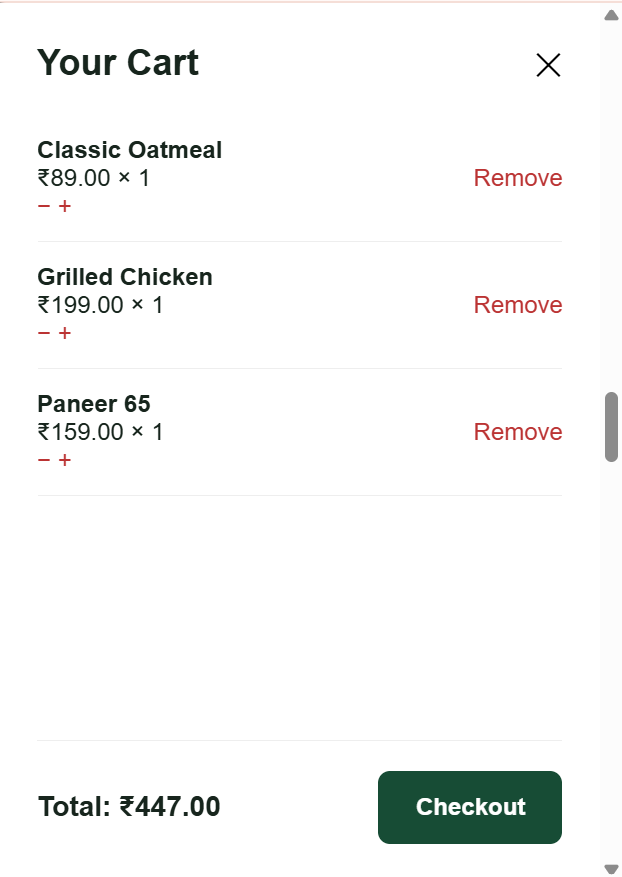 Your Cart
Classic Oatmeal
₹89.00 × 1
Remove
− +
Grilled Chicken
₹199.00 × 1
Remove
− +
Paneer 65
₹159.00 × 1
Remove
− +
Total: ₹447.00
Checkout